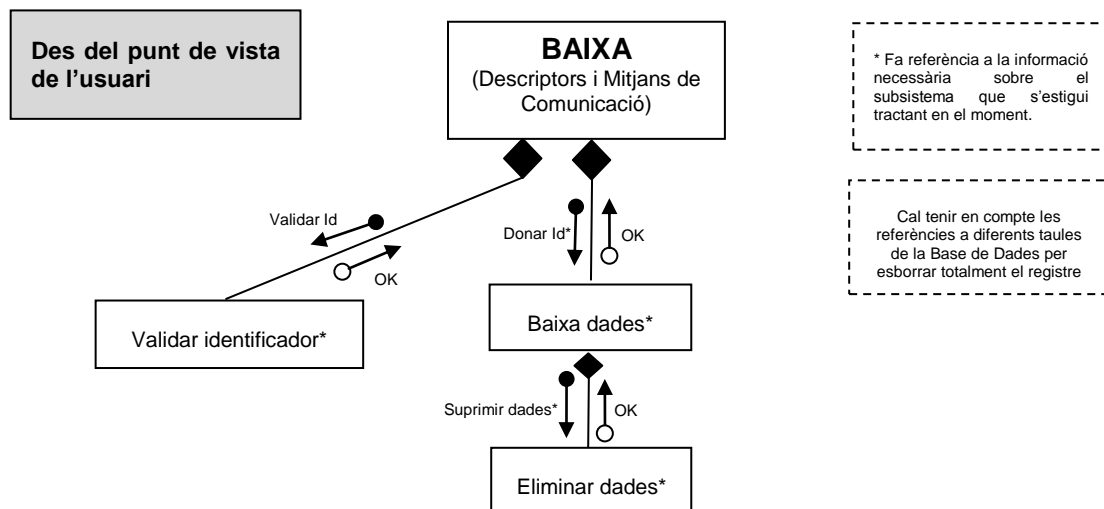 Des del punt de vista
de l'usuari
BAIXA
(Descriptors i Mitjans de
Comunicació)
* Fa referència a la informació
necessària sobre el
subsistema que s'estigui
tractant en el moment.
Cal tenir en compte les
referències a diferents taules
de la Base de Dades per
esborrar totalment el registre
Validar Id
OK
Donar Id*
OK
Validar identificador*
Baixa dades*
Suprimir dades*
OK
Eliminar dades*